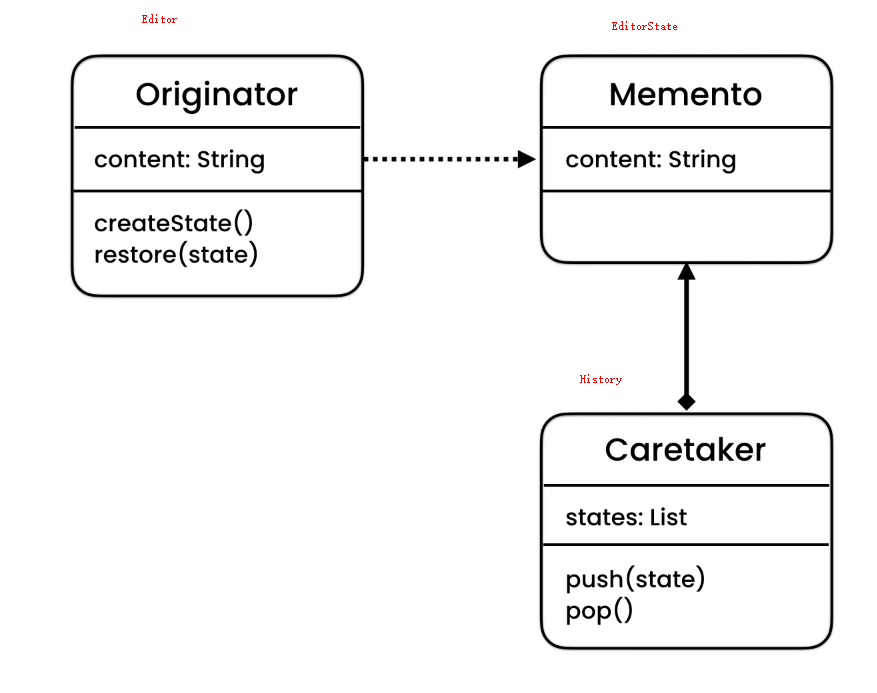 Editor
EditorState
Originator
content: String
createState()
restore(state)
Memento
content: String
History
Caretaker
states: List
push(state)
pop()